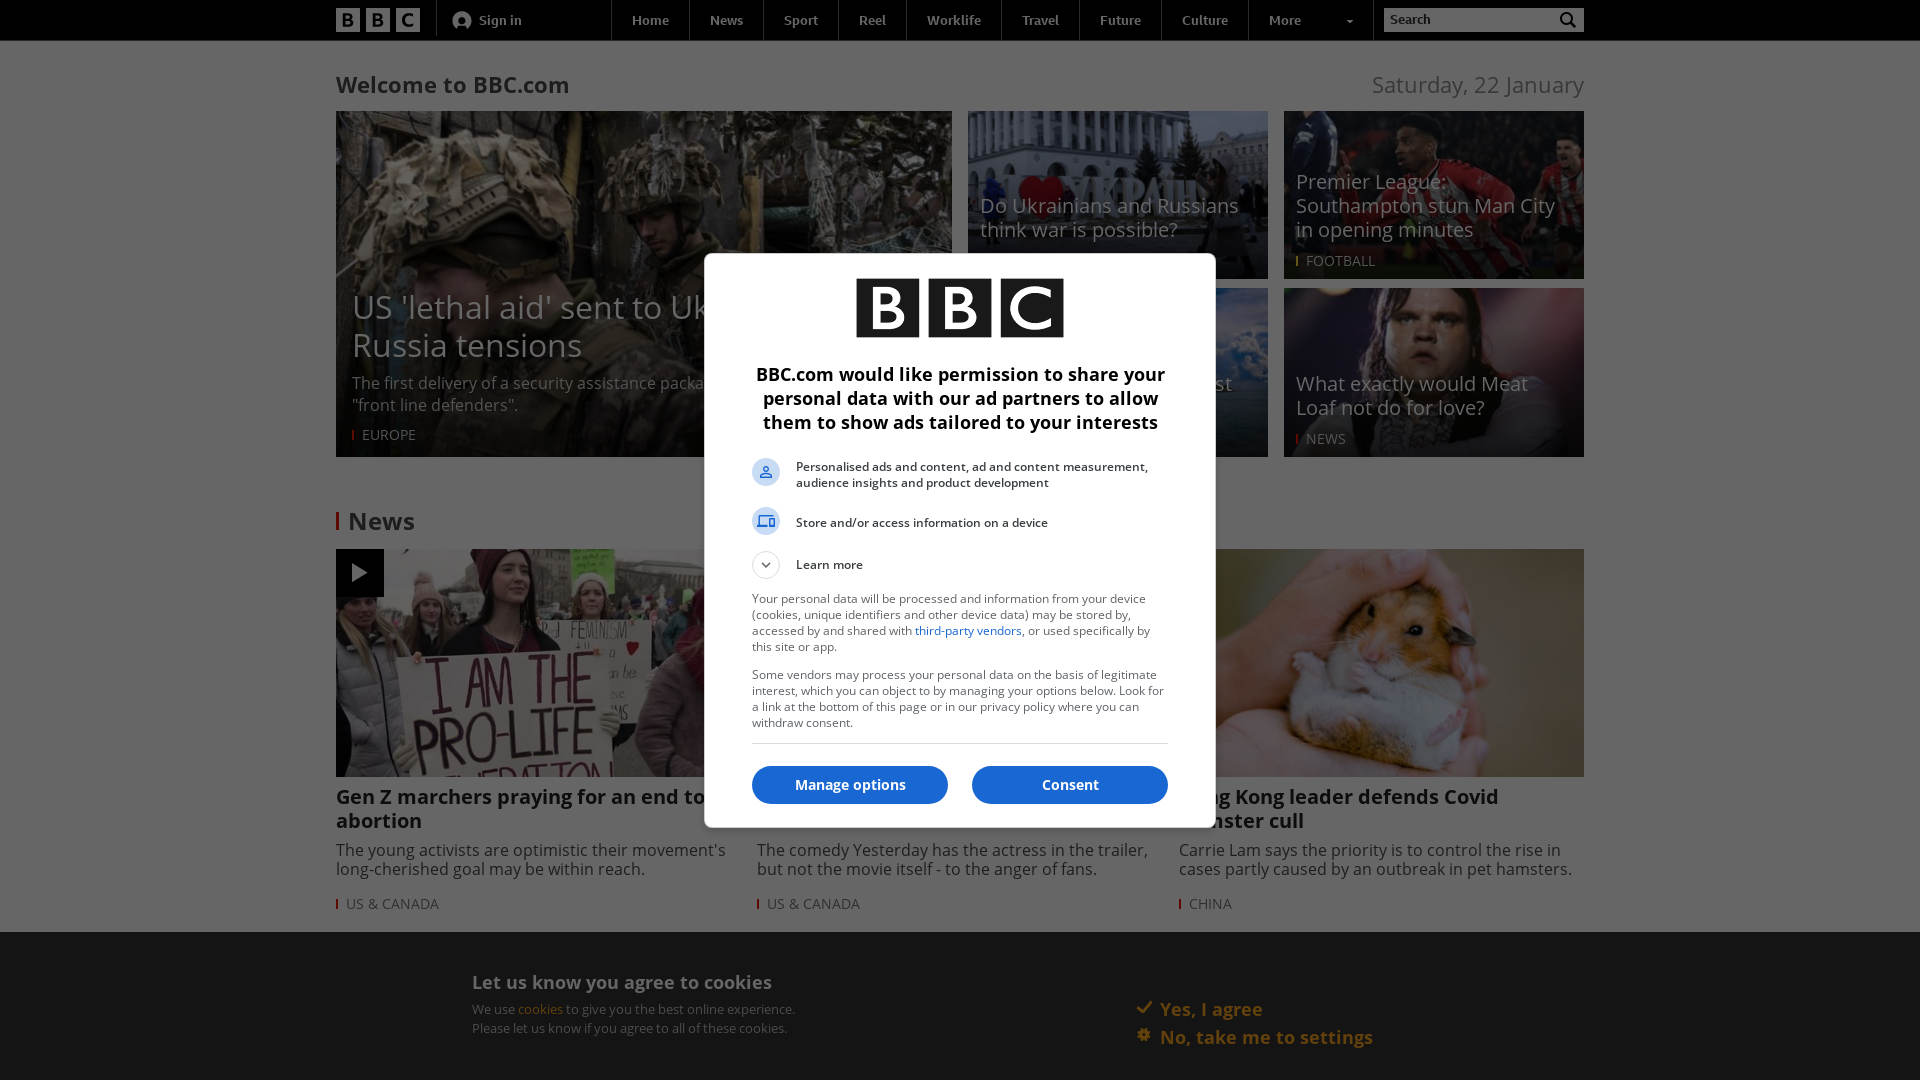 BBC
Sign in
Home
News
Sport
Reel
Worklife
Travel
Future
Culture
More
Search
Welcome to BBC.com
Saturday, 22 January
US 'lethal aid' sent to Uk
Russia tensions
The first delivery of a security assistance packa
"front line defenders".
EUROPE
Do Ukrainians and Russians
think war is possible?
Premier League:
Southampton stun Man City
in opening minutes
FOOTBALL
What exactly would Meat
Loaf not do for love?
NEWS
BBC
BBC.com would like permission to share your
personal data with our ad partners to allow
them to show ads tailored to your interests
Personalised ads and content, ad and content measurement,
audience insights and product development
Store and/or access information on a device
Learn more
Your personal data will be processed and information from your device
(cookies, unique identifiers and other device data) may be stored by,
accessed by and shared with third-party vendors, or used specifically by
this site or app.
Some vendors may process your personal data on the basis of legitimate
interest, which you can object to by managing your options below. Look for
a link at the bottom of this page or in our privacy policy where you can
withdraw consent.
Manage options
Consent
News
FEMINISM
I AM THE
PRO-LIFE
GENERATION
Gen Z marchers praying for an end to
abortion
The young activists are optimistic their movement's
long-cherished goal may be within reach.
US & CANADA
The comedy Yesterday has the actress in the trailer,
but not the movie itself - to the anger of fans.
US & CANADA
ng Kong leader defends Covid
nster cull
Carrie Lam says the priority is to control the rise in
cases partly caused by an outbreak in pet hamsters.
CHINA
Let us know you agree to cookies
We use cookies to give you the best online experience.
Please let us know if you agree to all of these cookies.
Yes, I agree
No, take me to settings